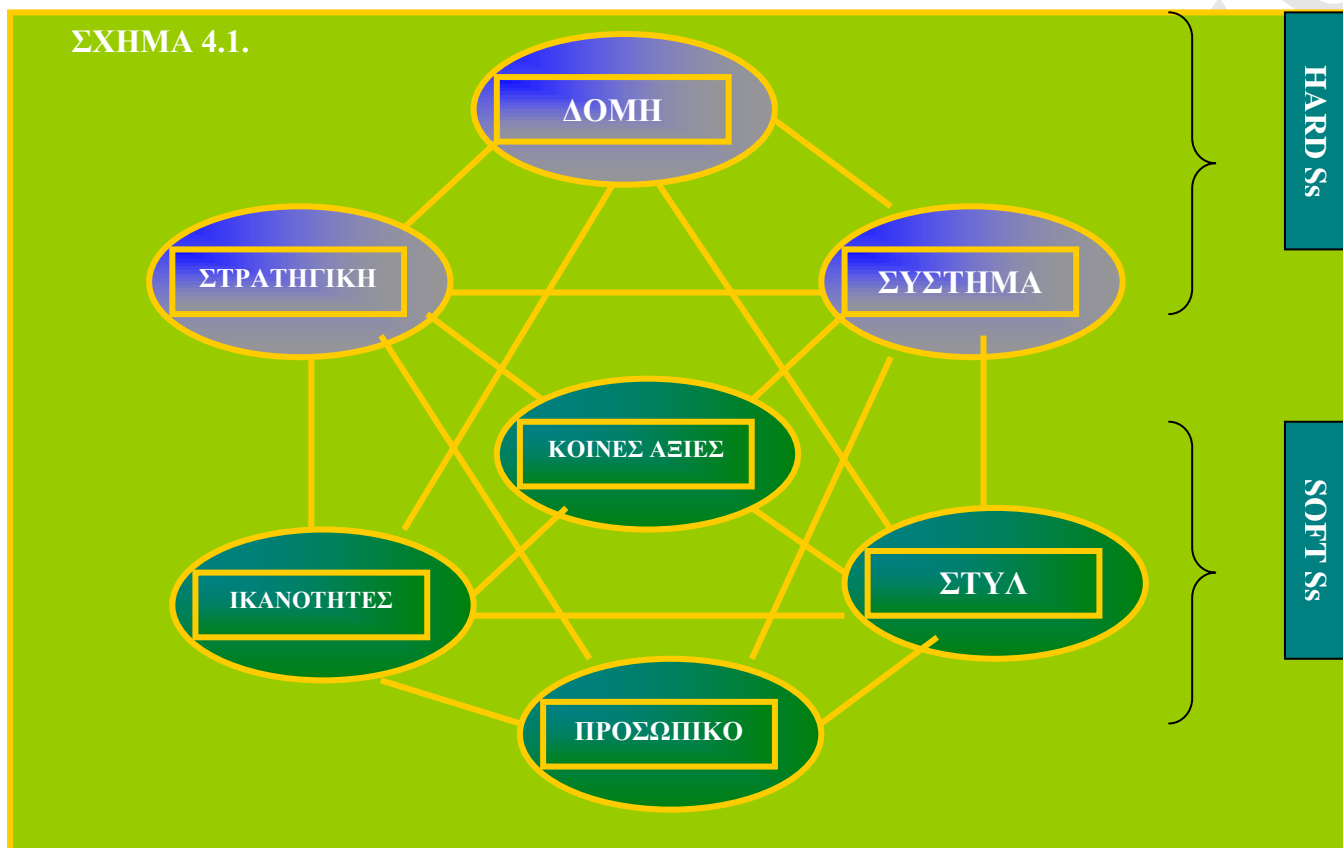 ΣΧΗΜΑ 4.1.
ΔΟΜΗ
HARD Ss
ΣΤΡΑΤΗΓΙΚΗ
ΣΥΣΤΗΜΑ
ΚΟΙΝΕΣ ΑΞΙΕΣ
SOFT Ss
ΙΚΑΝΟΤΗΤΕΣ
ΣΤΥΛ
ΠΡΟΣΩΠΙΚΟ